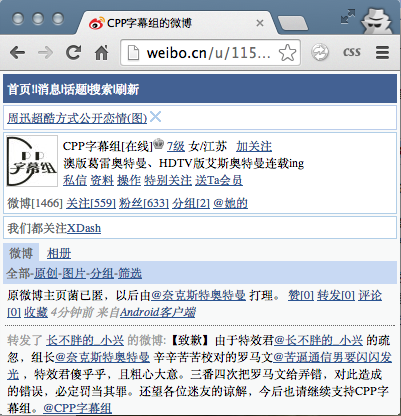 CPP字幕组的微博
weibo.cn/u/115...
CSS
首页!|消息|话题|搜索|刷新
周迅超酷方式公开恋情(图)
PP
字幕组
CPP字幕组[在线] 7级 女/江苏 加关注
澳版葛雷奥特曼、HDTV版艾斯奥特曼连载ing
私信 资料 操作 特别关注 送Ta会员
微博[1466] 关注[559] 粉丝[633] 分组[2] @她的
我们都关注XDash
微博 相册
全部-原创-图片-分组-筛选
原微博主页菌已匿，以后由@奈克斯特奥特曼 打理。 赞[0] 转发[0] 评论
[0] 收藏 4分钟前 来自Android客户端
转发了 长不胖的_小兴 的微博:【致歉】由于特效君@长不胖的_小兴 的疏
忽，组长@奈克斯特奥特曼 辛辛苦苦校对的罗马文@苦逼通信男要闪闪发
光 ，特效君傻乎乎，且粗心大意。三番四次把罗马文给弄错，对此造成
的错误，必定罚当其罪。还望各位迷友的谅解，今后也请继续支持CPP字
幕组。@CPP字幕组